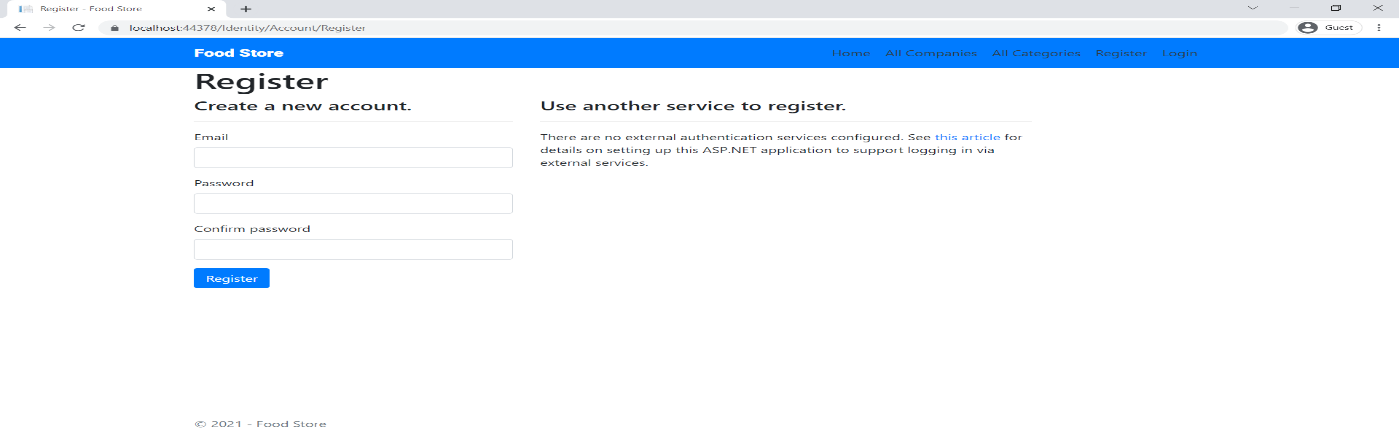 Register - Food Store
localhost:44378/Identity/Account/Register
Guest
Food Store
Home All Companies All Categories Register Login
Register
Create a new account.
Email
Password
Confirm password
Register
Use another service to register.
There are no external authentication services configured. See this article for
details on setting up this ASP.NET application to support logging in via
external services.
© 2021 - Food Store